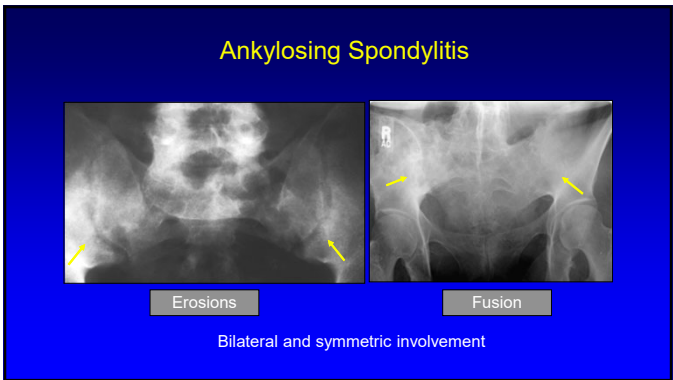 Ankylosing Spondylitis
R
Erosions
Fusion
Bilateral and symmetric involvement